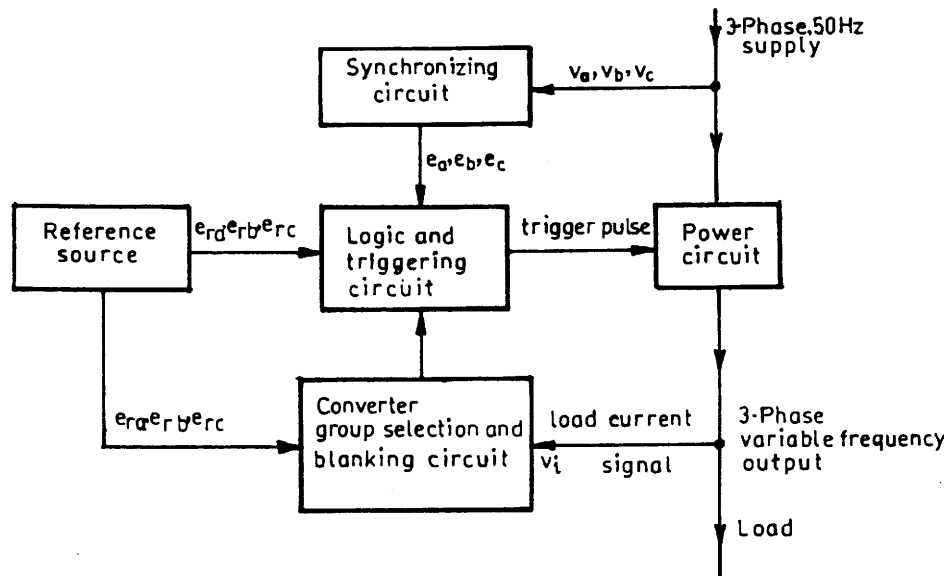 3-Phase,50Hz
supply
Synchronizing
circuit
va,vb,vc
ea,eb,ec
Reference
source
era,erb,erc
Logic and
triggering
circuit
trigger pulse
Power
circuit
era,erb,erc
Converter
group selection and
blanking circuit
load current
vi signal
3-Phase
variable frequency
output
Load